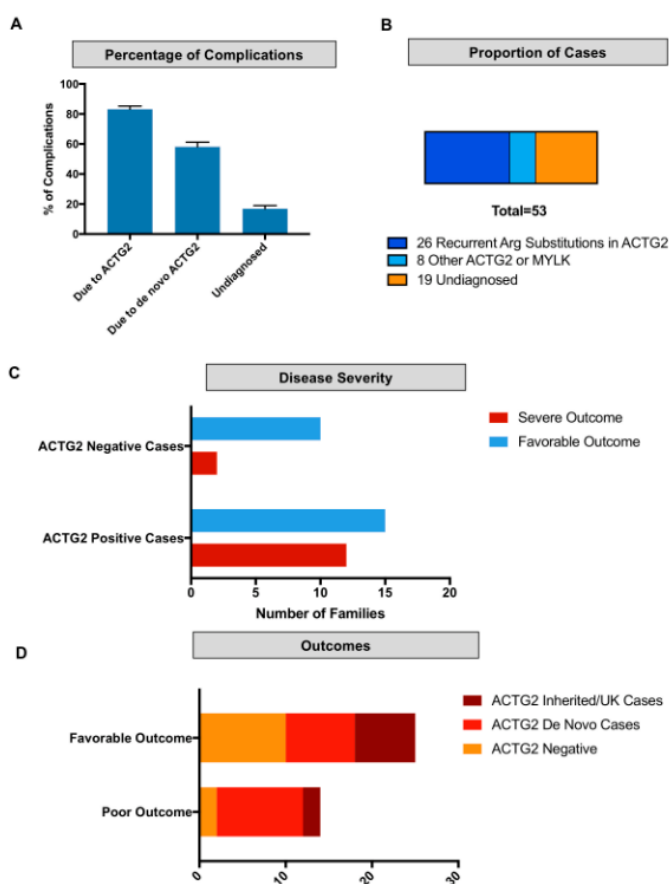 A
Percentage of Complications
% of Complications
100
80
60
40
20
0
Due to ACTG2
Due to de novo ACTG2
Undiagnosed
B
Proportion of Cases
Total=53
26 Recurrent Arg Substitutions in ACTG2
8 Other ACTG2 or MYLK
19 Undiagnosed
C
Disease Severity
Severe Outcome
Favorable Outcome
ACTG2 Negative Cases
ACTG2 Positive Cases
0 5 10 15 20
Number of Families
D
Outcomes
ACTG2 Inherited/UK Cases
ACTG2 De Novo Cases
ACTG2 Negative
Favorable Outcome
Poor Outcome
0 10 20 30